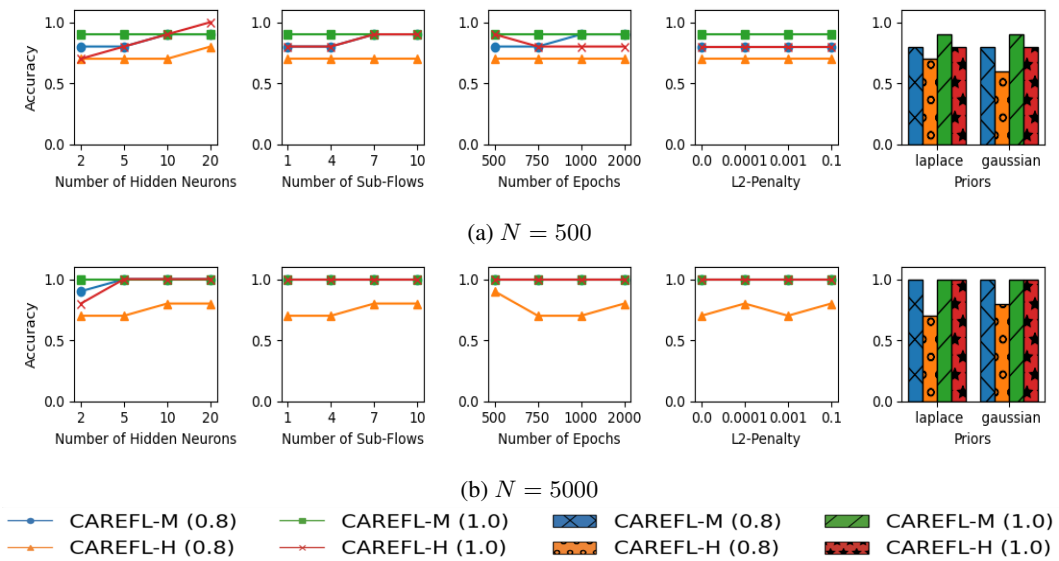 1.0
0.5
0.0
Accuracy
2 5 10 20
Number of Hidden Neurons
1.0
0.5
0.0
1 4 7 10
Number of Sub-Flows
1.0
0.5
0.0
500 750 1000 2000
Number of Epochs
1.0
0.5
0.0
0.0 0.0001 0.001 0.1
L2-Penalty
1.0
0.5
0.0
laplace gaussian
Priors
(a) N = 500
1.0
0.5
0.0
Accuracy
2 5 10 20
Number of Hidden Neurons
1.0
0.5
0.0
1 4 7 10
Number of Sub-Flows
1.0
0.5
0.0
500 750 1000 2000
Number of Epochs
1.0
0.5
0.0
0.0 0.0001 0.001 0.1
L2-Penalty
1.0
0.5
0.0
laplace gaussian
Priors
(b) N = 5000
CAREFL-M (0.8) CAREFL-M (1.0) CAREFL-M (0.8) CAREFL-M (1.0)
CAREFL-H (0.8) CAREFL-H (1.0) CAREFL-H (0.8) CAREFL-H (1.0)